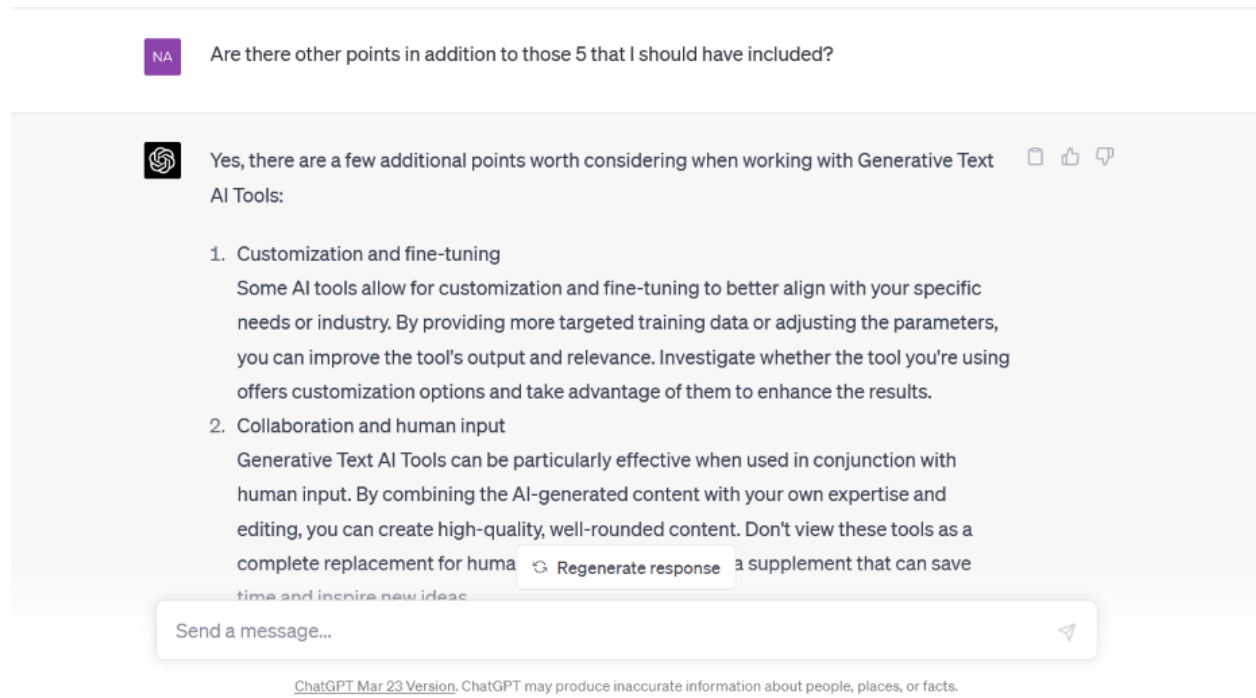 NA
Are there other points in addition to those 5 that I should have included?
Yes, there are a few additional points worth considering when working with Generative Text
AI Tools:
1. Customization and fine-tuning
Some AI tools allow for customization and fine-tuning to better align with your specific
needs or industry. By providing more targeted training data or adjusting the parameters,
you can improve the tool's output and relevance. Investigate whether the tool you're using
offers customization options and take advantage of them to enhance the results.
2. Collaboration and human input
Generative Text AI Tools can be particularly effective when used in conjunction with
human input. By combining the AI-generated content with your own expertise and
editing, you can create high-quality, well-rounded content. Don't view these tools as a
complete replacement for huma Regenerate response a supplement that can save
time and inspire new ideas
Send a message...
ChatGPT Mar 23 Version. ChatGPT may produce inaccurate information about people, places, or facts.